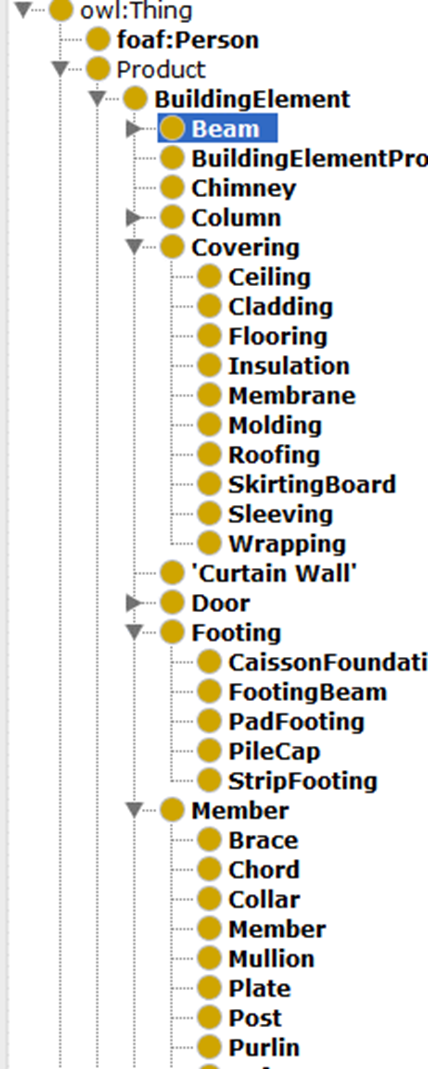 owl:Thing
foaf:Person
Product
BuildingElement
Beam
BuildingElementPro
Chimney
Column
Covering
Ceiling
Cladding
Flooring
Insulation
Membrane
Molding
Roofing
SkirtingBoard
Sleeving
Wrapping
'Curtain Wall'
Door
Footing
CaissonFoundati
FootingBeam
PadFooting
PileCap
StripFooting
Member
Brace
Chord
Collar
Member
Mullion
Plate
Post
Purlin